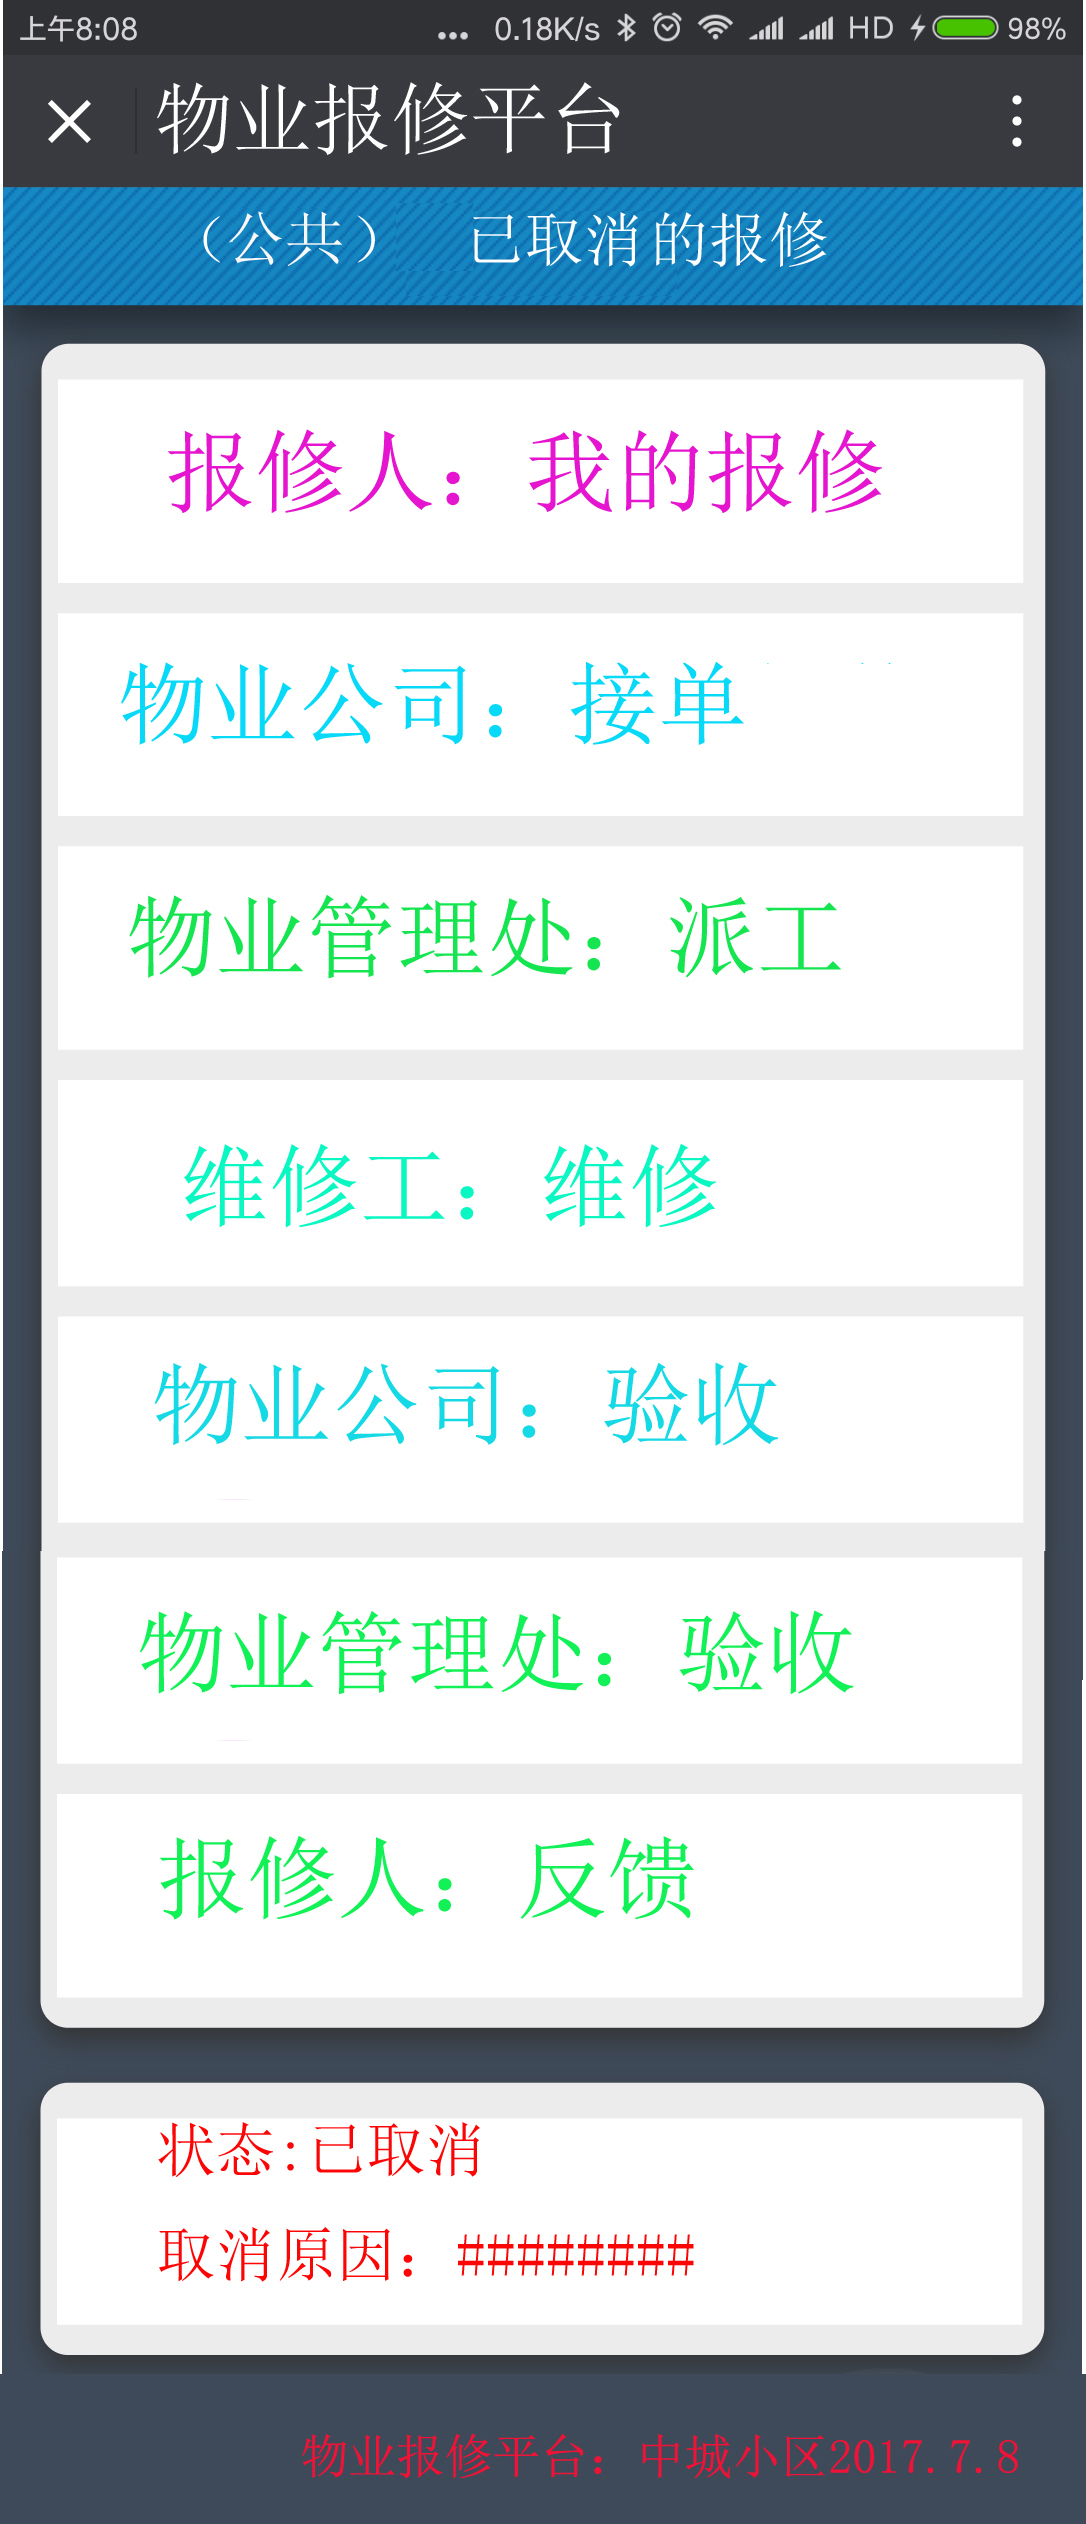 上午8:08 ... 0.18K/s HD 98%
物业报修平台
（公共） 已取消的报修
报修人：我的报修
物业公司：接单
物业管理处：派工
维修工：维修
物业公司：验收
物业管理处：验收
报修人：反馈
状态:已取消
取消原因：########
物业报修平台：中城小区2017.7.8